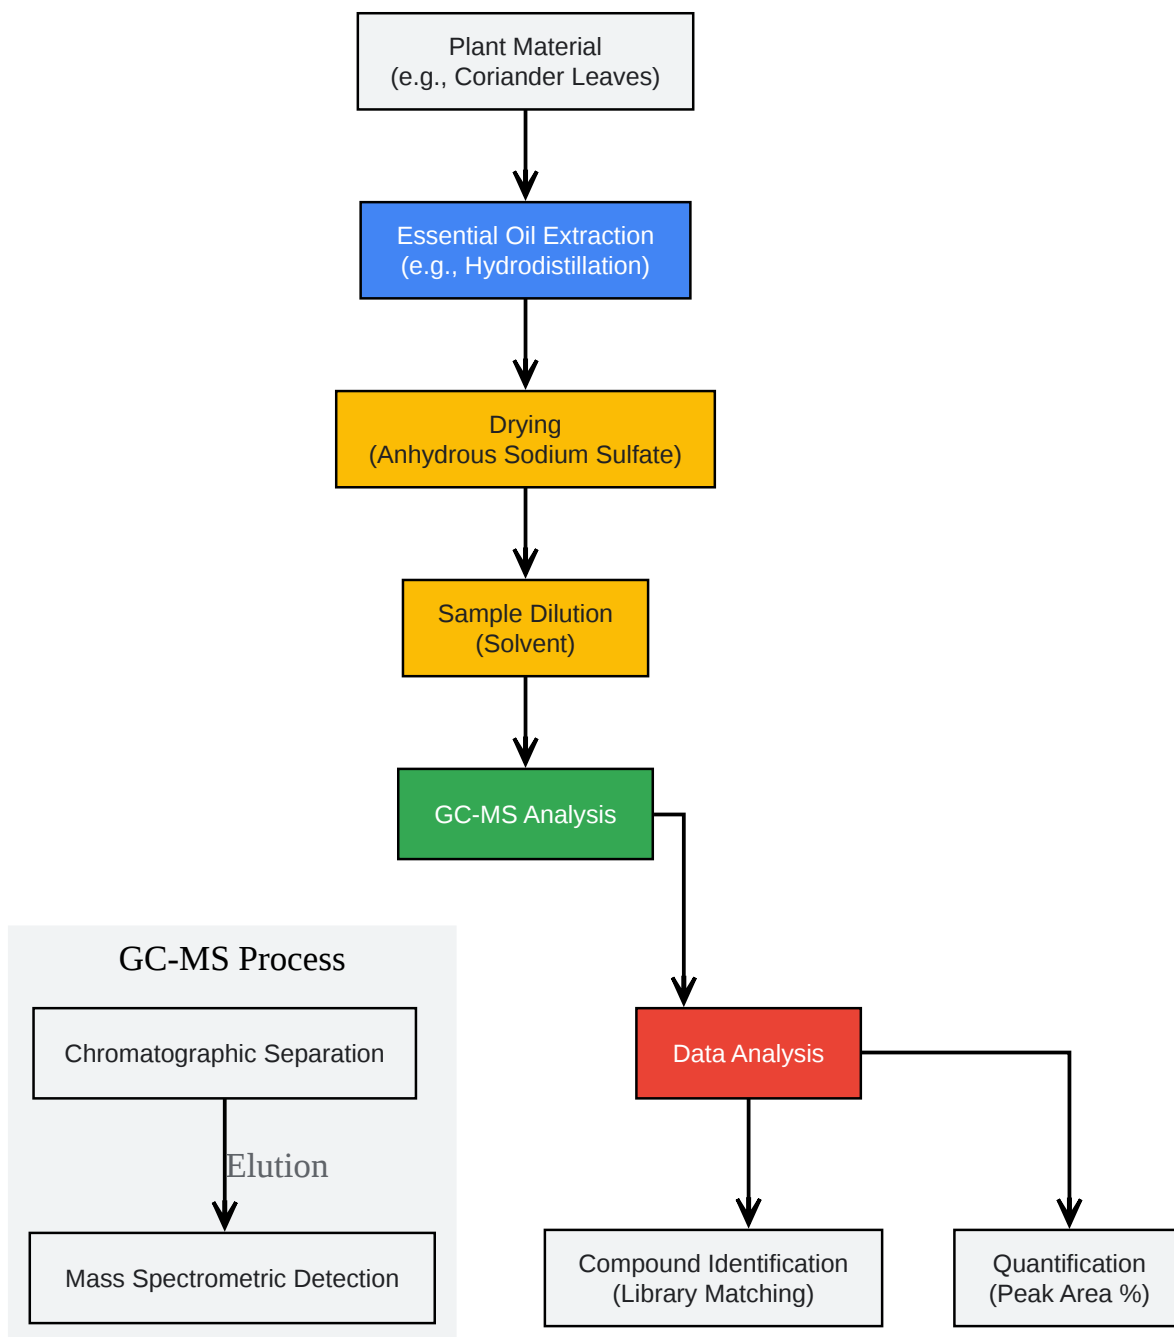 Plant Material
(e.g., Coriander Leaves)
Essential Oil Extraction
(e.g., Hydrodistillation)
Drying
(Anhydrous Sodium Sulfate)
Sample Dilution
(Solvent)
GC-MS Analysis
GC-MS Process
Chromatographic Separation
Elution
Mass Spectrometric Detection
Data Analysis
Compound Identification
(Library Matching)
Quantification
(Peak Area %)